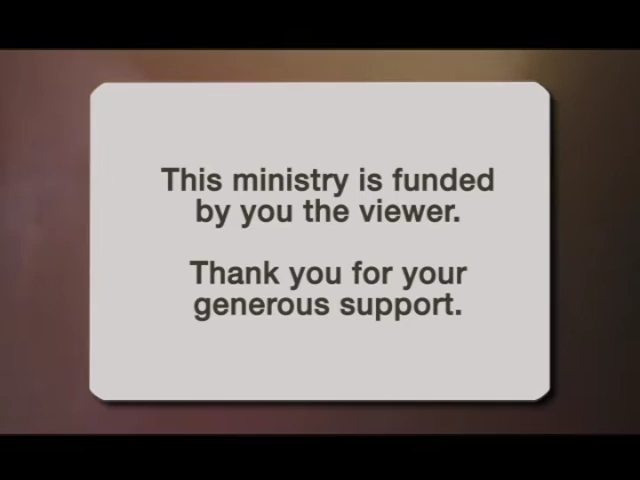 This ministry is funded
by you the viewer.
Thank you for your
generous support.